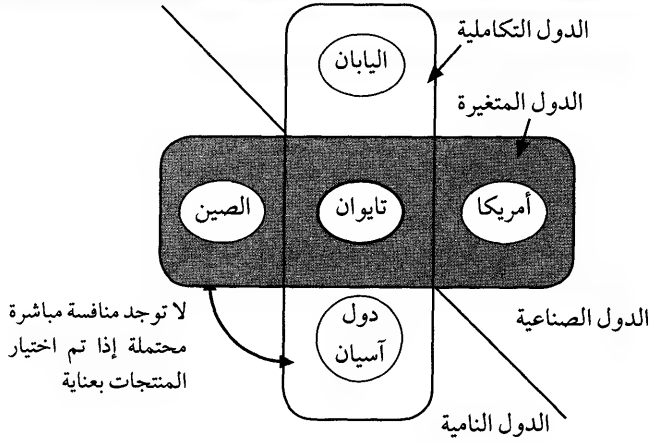 الدول التكاملية
اليابان
الدول المتغيرة
أمريكا
تايوان
الصين
لا توجد منافسة مباشرة
محتملة إذا تم اختيار
المنتجات بعناية
دول
آسيان
الدول الصناعية
الدول النامية